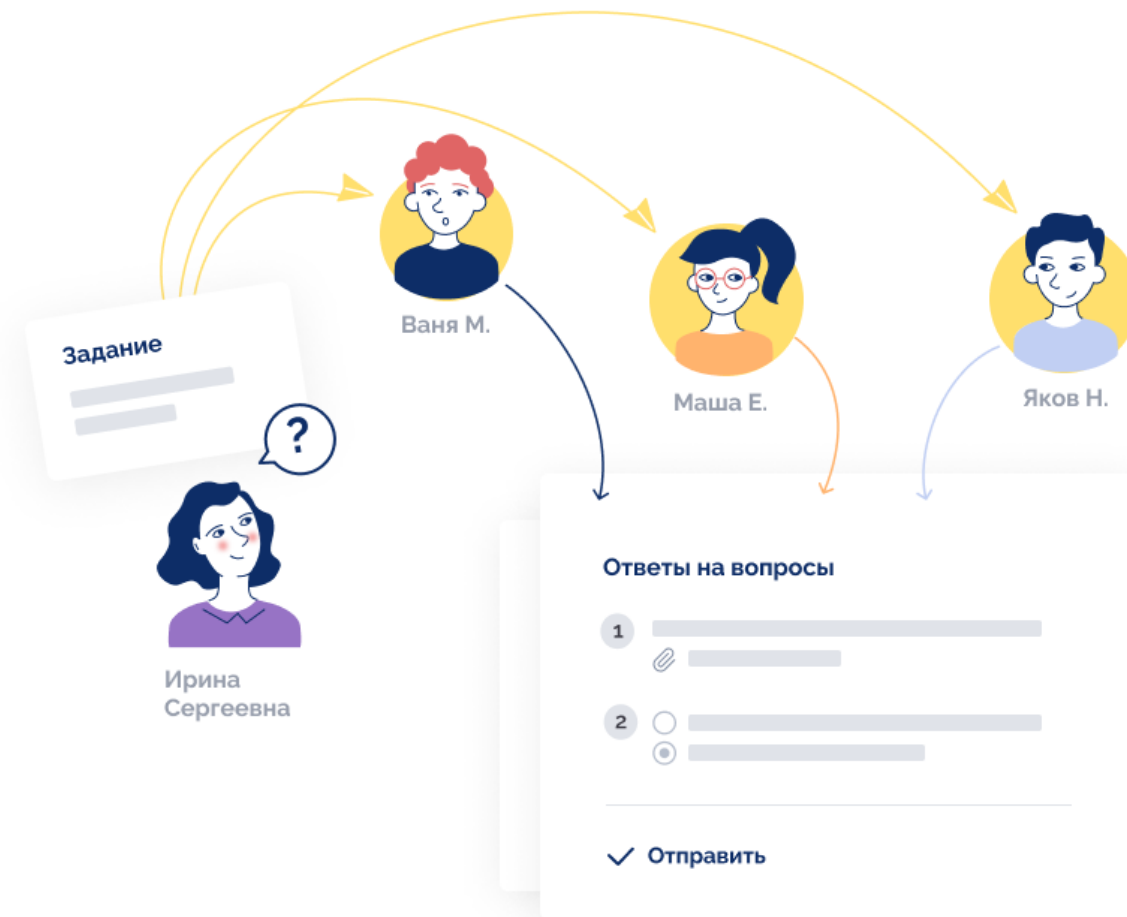 Ваня М.
Задание
Маша Е.
Яков Н.
?
Ирина
Сергеевна
Ответы на вопросы
1
2
Отправить